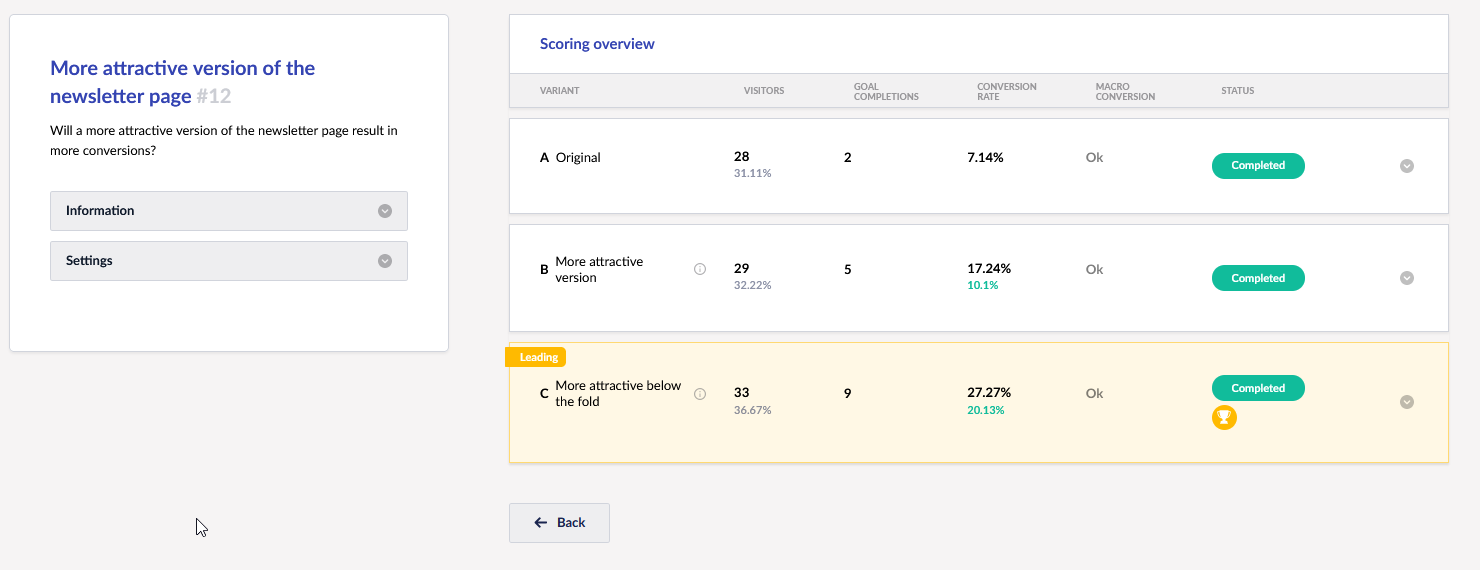 More attractive version of the
newsletter page #12
Will a more attractive version of the newsletter page result in
more conversions?
Information
Settings
Scoring overview
VARIANT VISITORS GOAL COMPLETIONS CONVERSION RATE MACRO CONVERSION STATUS
A Original 28 2 7.14% Ok Completed
31.11%
B More attractive version 29 5 17.24% Ok Completed
32.22% 10.1%
Leading
C More attractive below the fold 33 9 27.27% Ok Completed
36.67% 20.13%
Back